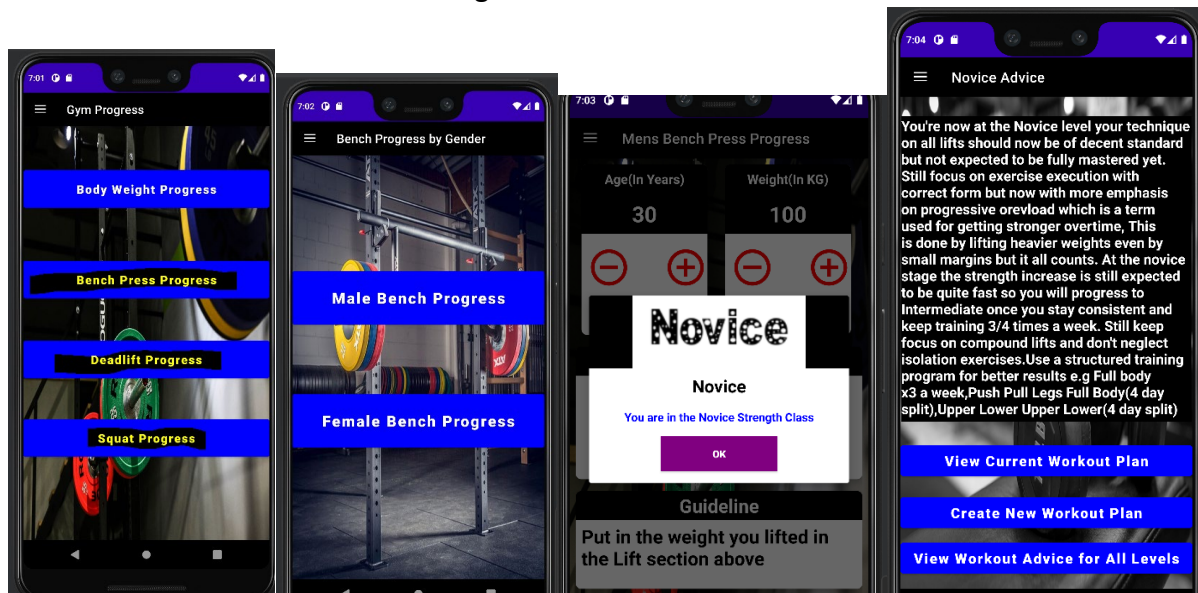 7:01
Gym Progress
Body Weight Progress
Bench Press Progress
Deadlift Progress
Squat Progress
7:02
Bench Progress by Gender
Male Bench Progress
Female Bench Progress
7:03
Mens Bench Press Progress
Age(In Years)
Weight(In KG)
30
100
Novice
Novice
You are in the Novice Strength Class
OK
Guideline
Put in the weight you lifted in
the Lift section above
7:04
Novice Advice
You're now at the Novice level your technique
on all lifts should now be of decent standard
but not expected to be fully mastered yet.
Still focus on exercise execution with
correct form but now with more emphasis
on progressive orevload which is a term
used for getting stronger overtime, This
is done by lifting heavier weights even by
small margins but it all counts. At the novice
stage the strength increase is still expected
to be quite fast so you will progress to
Intermediate once you stay consistent and
keep training 3/4 times a week. Still keep
focus on compound lifts and don't neglect
isolation exercises.Use a structured training
program for better results e.g Full body
x3 a week,Push Pull Legs Full Body(4 day
split),Upper Lower Upper Lower(4 day split)
View Current Workout Plan
Create New Workout Plan
View Workout Advice for All Levels